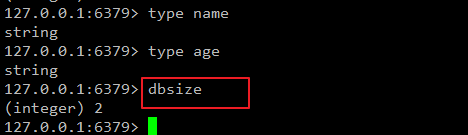 127.0.0.1:6379> type name
string
127.0.0.1:6379> type age
string
127.0.0.1:6379> dbsize
(integer) 2
127.0.0.1:6379>